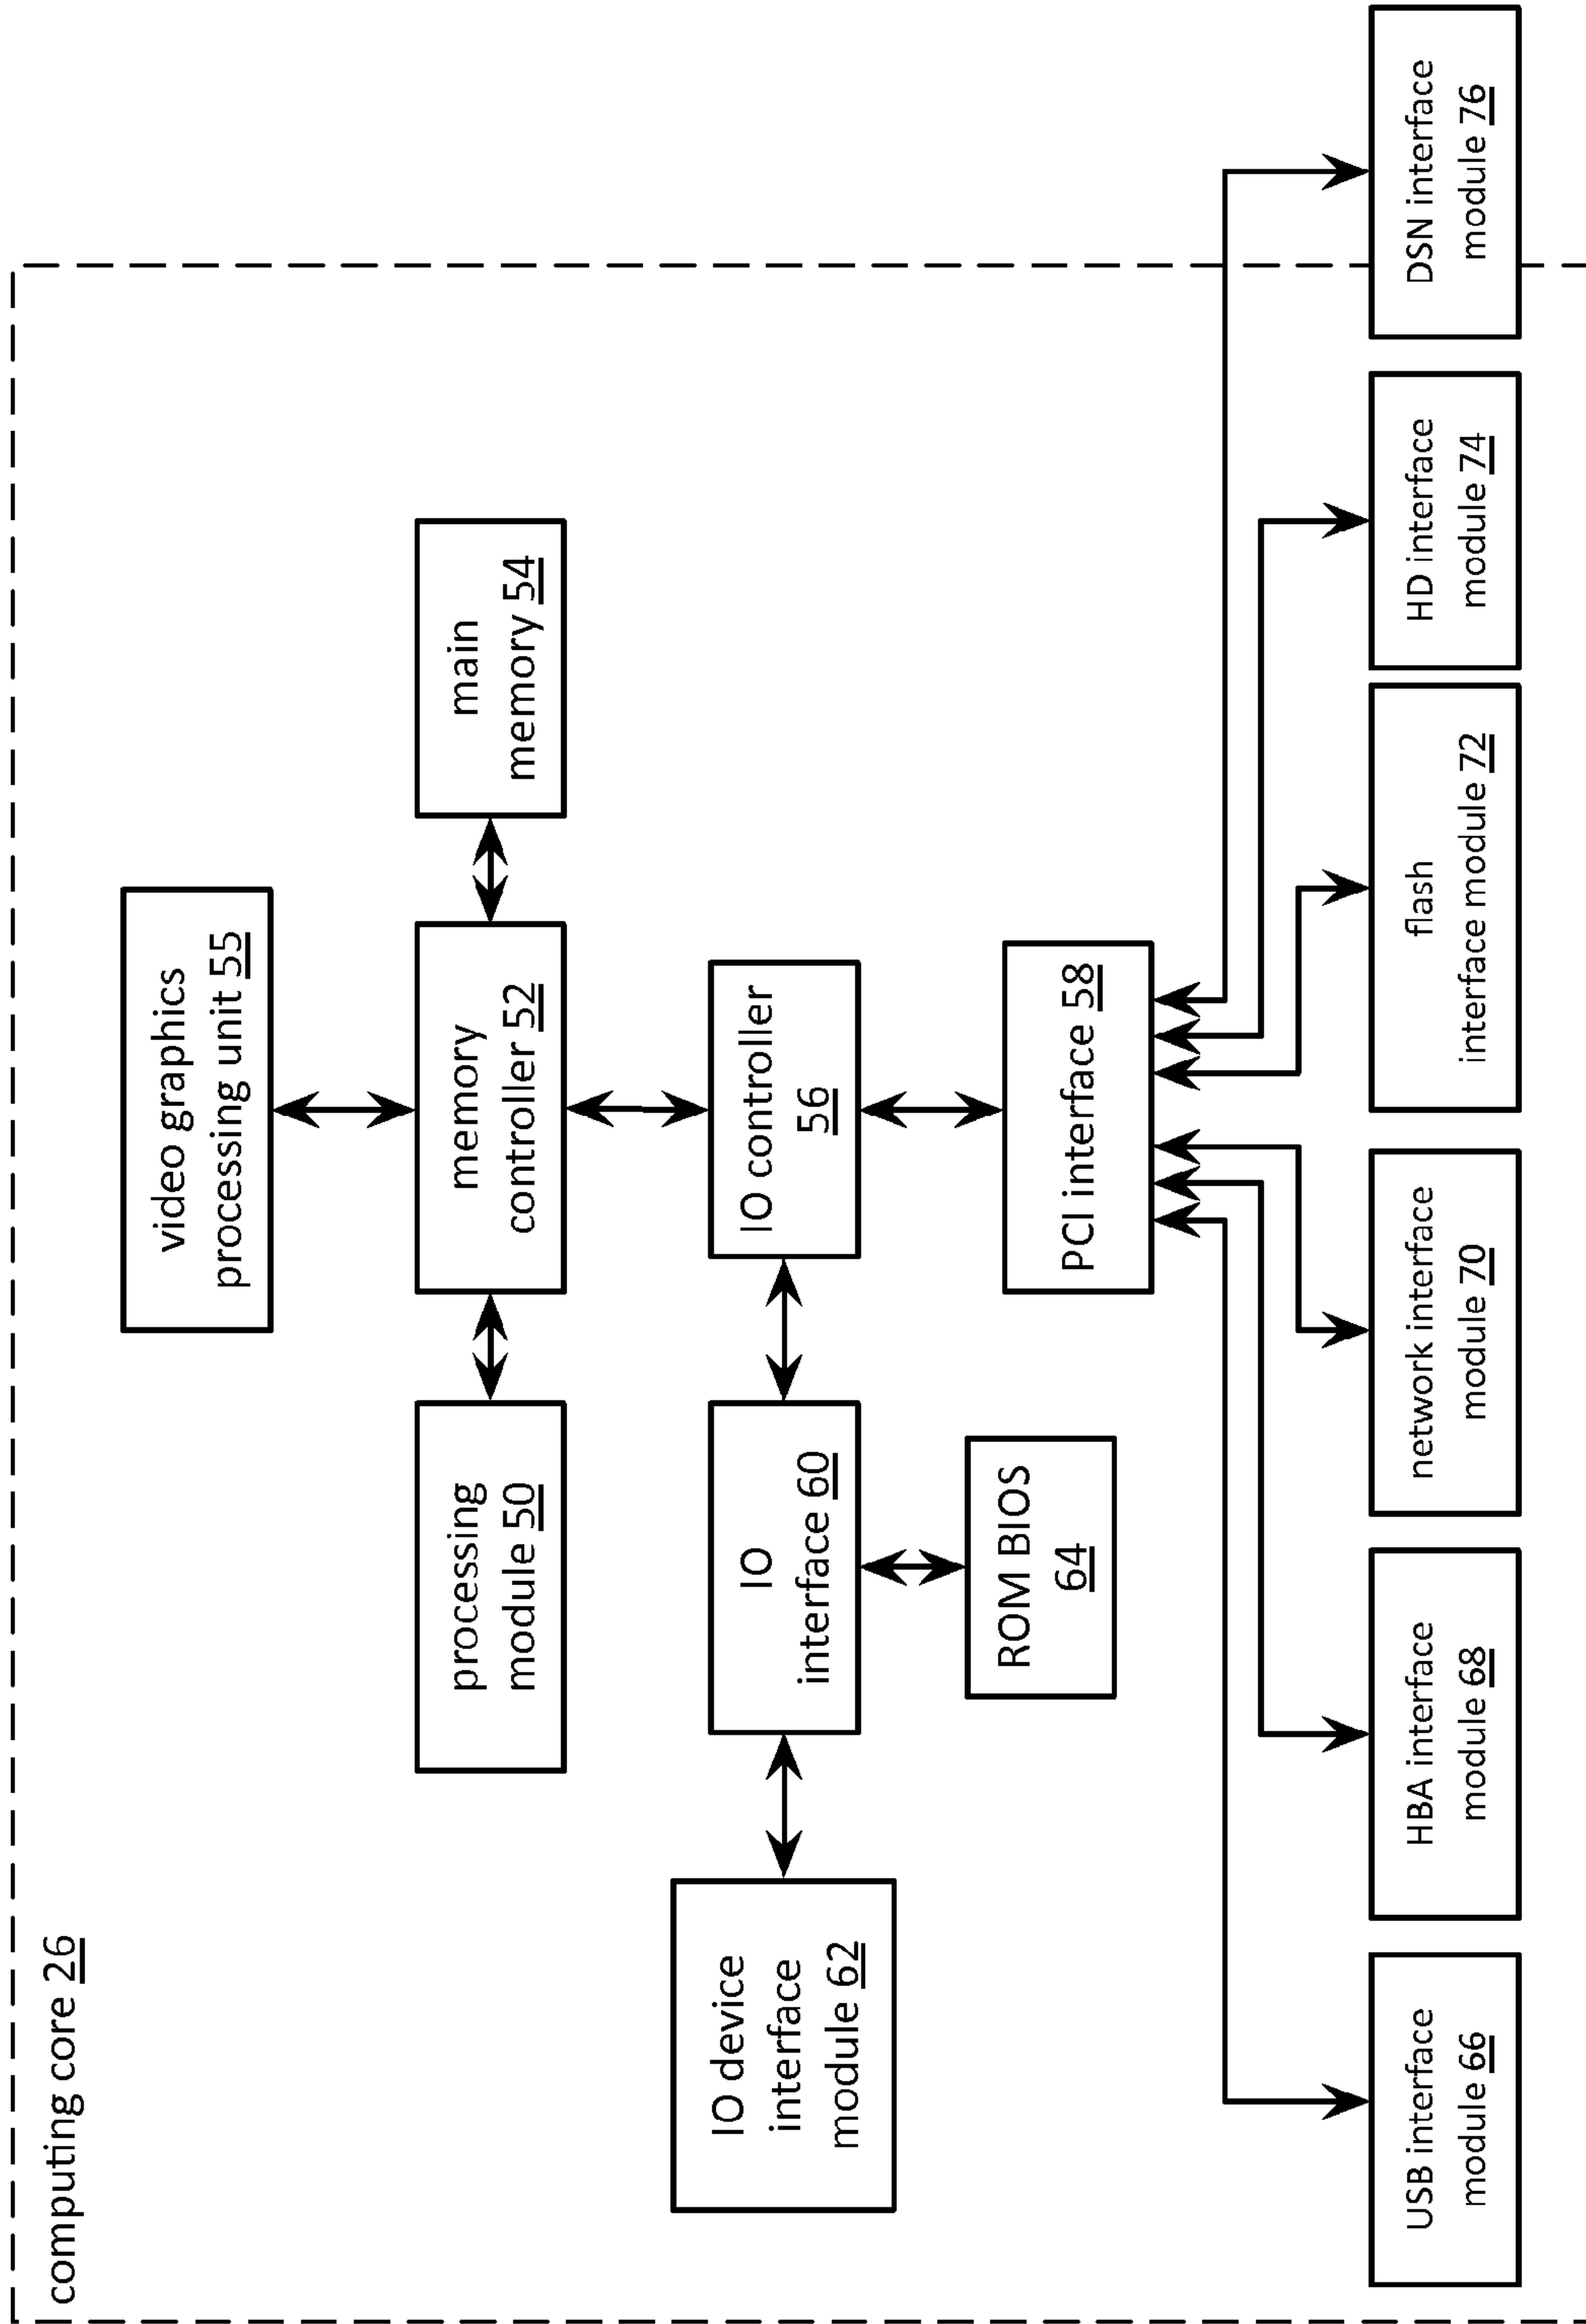 computing core 26
video graphics
processing unit 55
processing
module 50
memory
controller 52
main
memory 54
IO device
interface
module 62
IO
interface 60
IO controller
56
ROM BIOS
64
PCI interface 58
USB interface
module 66
HBA interface
module 68
network interface
module 70
flash
interface module 72
HD interface
module 74
DSN interface
module 76